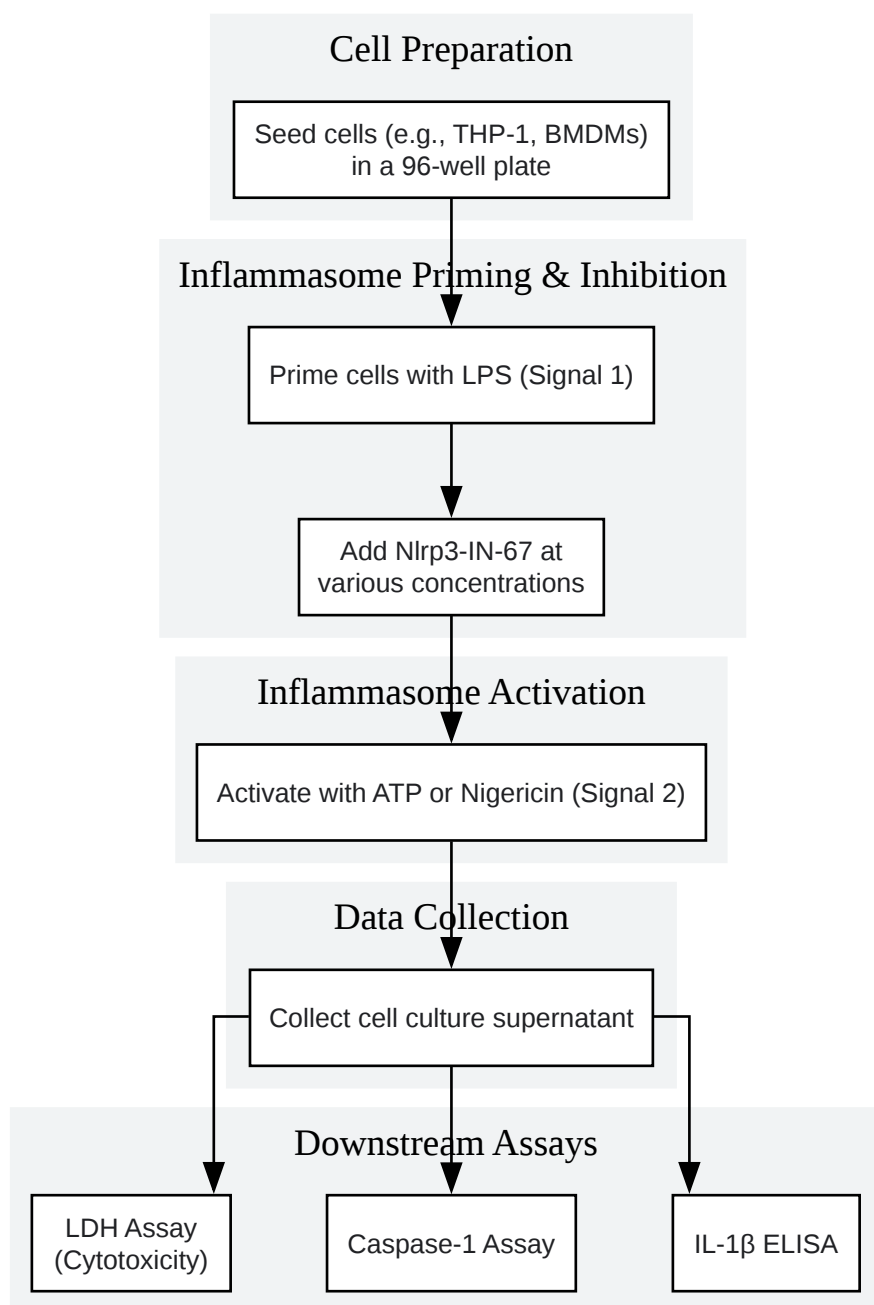 Cell Preparation
Seed cells (e.g., THP-1, BMDMs)
in a 96-well plate
Inflammasome Priming & Inhibition
Prime cells with LPS (Signal 1)
Add Nlrp3-IN-67 at
various concentrations
Inflammasome Activation
Activate with ATP or Nigericin (Signal 2)
Data Collection
Collect cell culture supernatant
Downstream Assays
LDH Assay
(Cytotoxicity)
Caspase-1 Assay
IL-1β ELISA